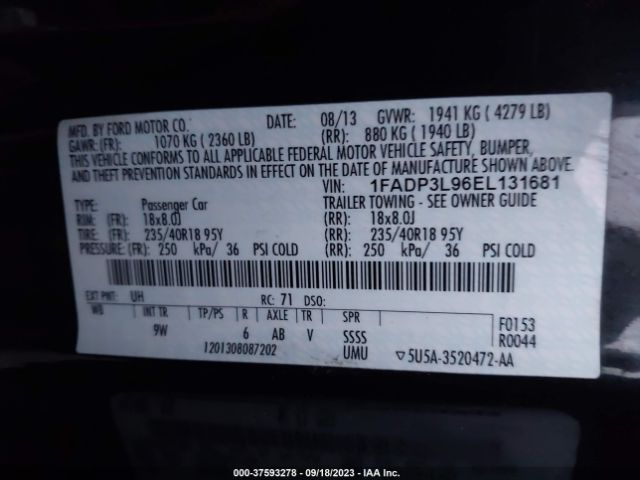 MFD. BY FORD MOTOR CO. DATE: 08/13 GVWR: 1941 KG ( 4279 LB)
GAWR: (FR): 1070 KG ( 2360 LB) (RR): 880 KG ( 1940 LB)
THIS VEHICLE CONFORMS TO ALL APPLICABLE FEDERAL MOTOR VEHICLE SAFETY, BUMPER,
AND THEFT PREVENTION STANDARDS IN EFFECT ON THE DATE OF MANUFACTURE SHOWN ABOVE.
VIN: 1FADP3L96EL131681
TYPE: Passenger Car TRAILER TOWING - SEE OWNER GUIDE
RIM: (FR): 18x8.0J (RR): 18x8.0J
TIRE: (FR): 235/40R18 95Y (RR): 235/40R18 95Y
PRESSURE: (FR): 250 kPa/ 36 PSI COLD (RR): 250 kPa/ 36 PSI COLD
EXT PNT: UH RC: 71 DSO:
WB INT TR TP/PS R AXLE TR SPR F0153
9W 6 AB V SSSS R0044
1201308087202 UMU ▽5U5A-3520472-AA
000-37593278 - 09/18/2023 - IAAI.COM